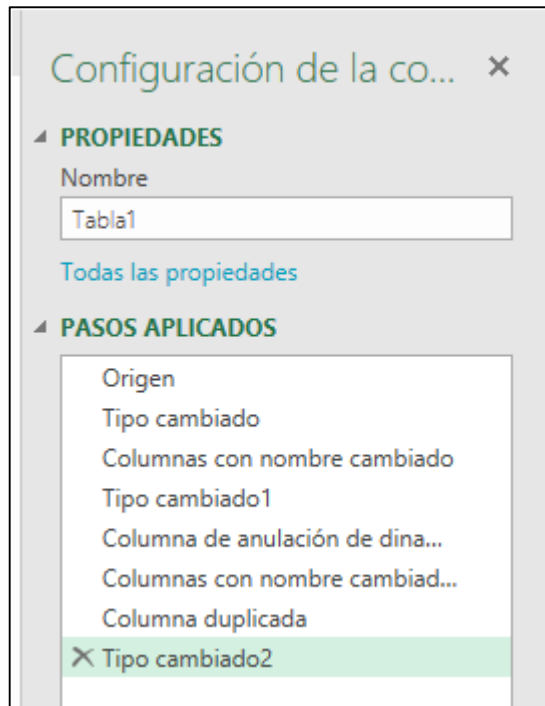 Configuración de la co...
PROPIEDADES
Nombre
Tabla1
Todas las propiedades
PASOS APLICADOS
Origen
Tipo cambiado
Columnas con nombre cambiado
Tipo cambiado1
Columna de anulación de dina...
Columnas con nombre cambiad...
Columna duplicada
Tipo cambiado2